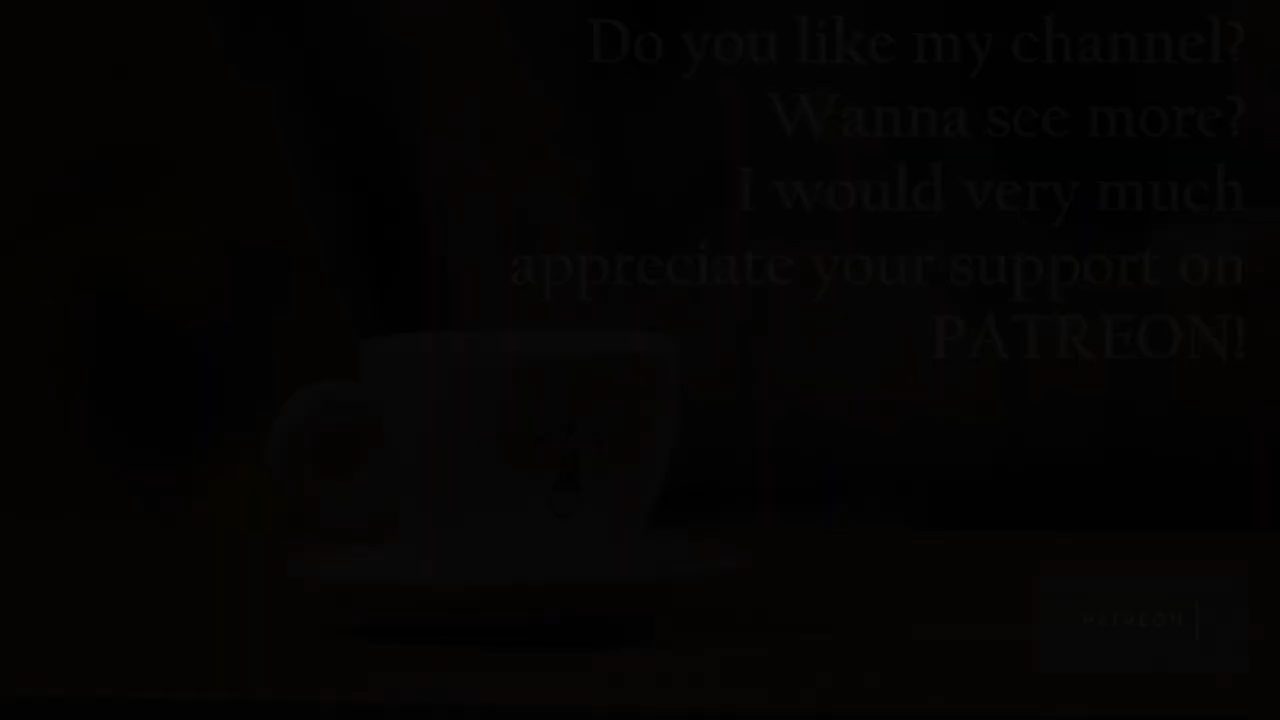 Do you like my channel?
Wanna see more?
I would very much
appreciate your support on
PATREON!